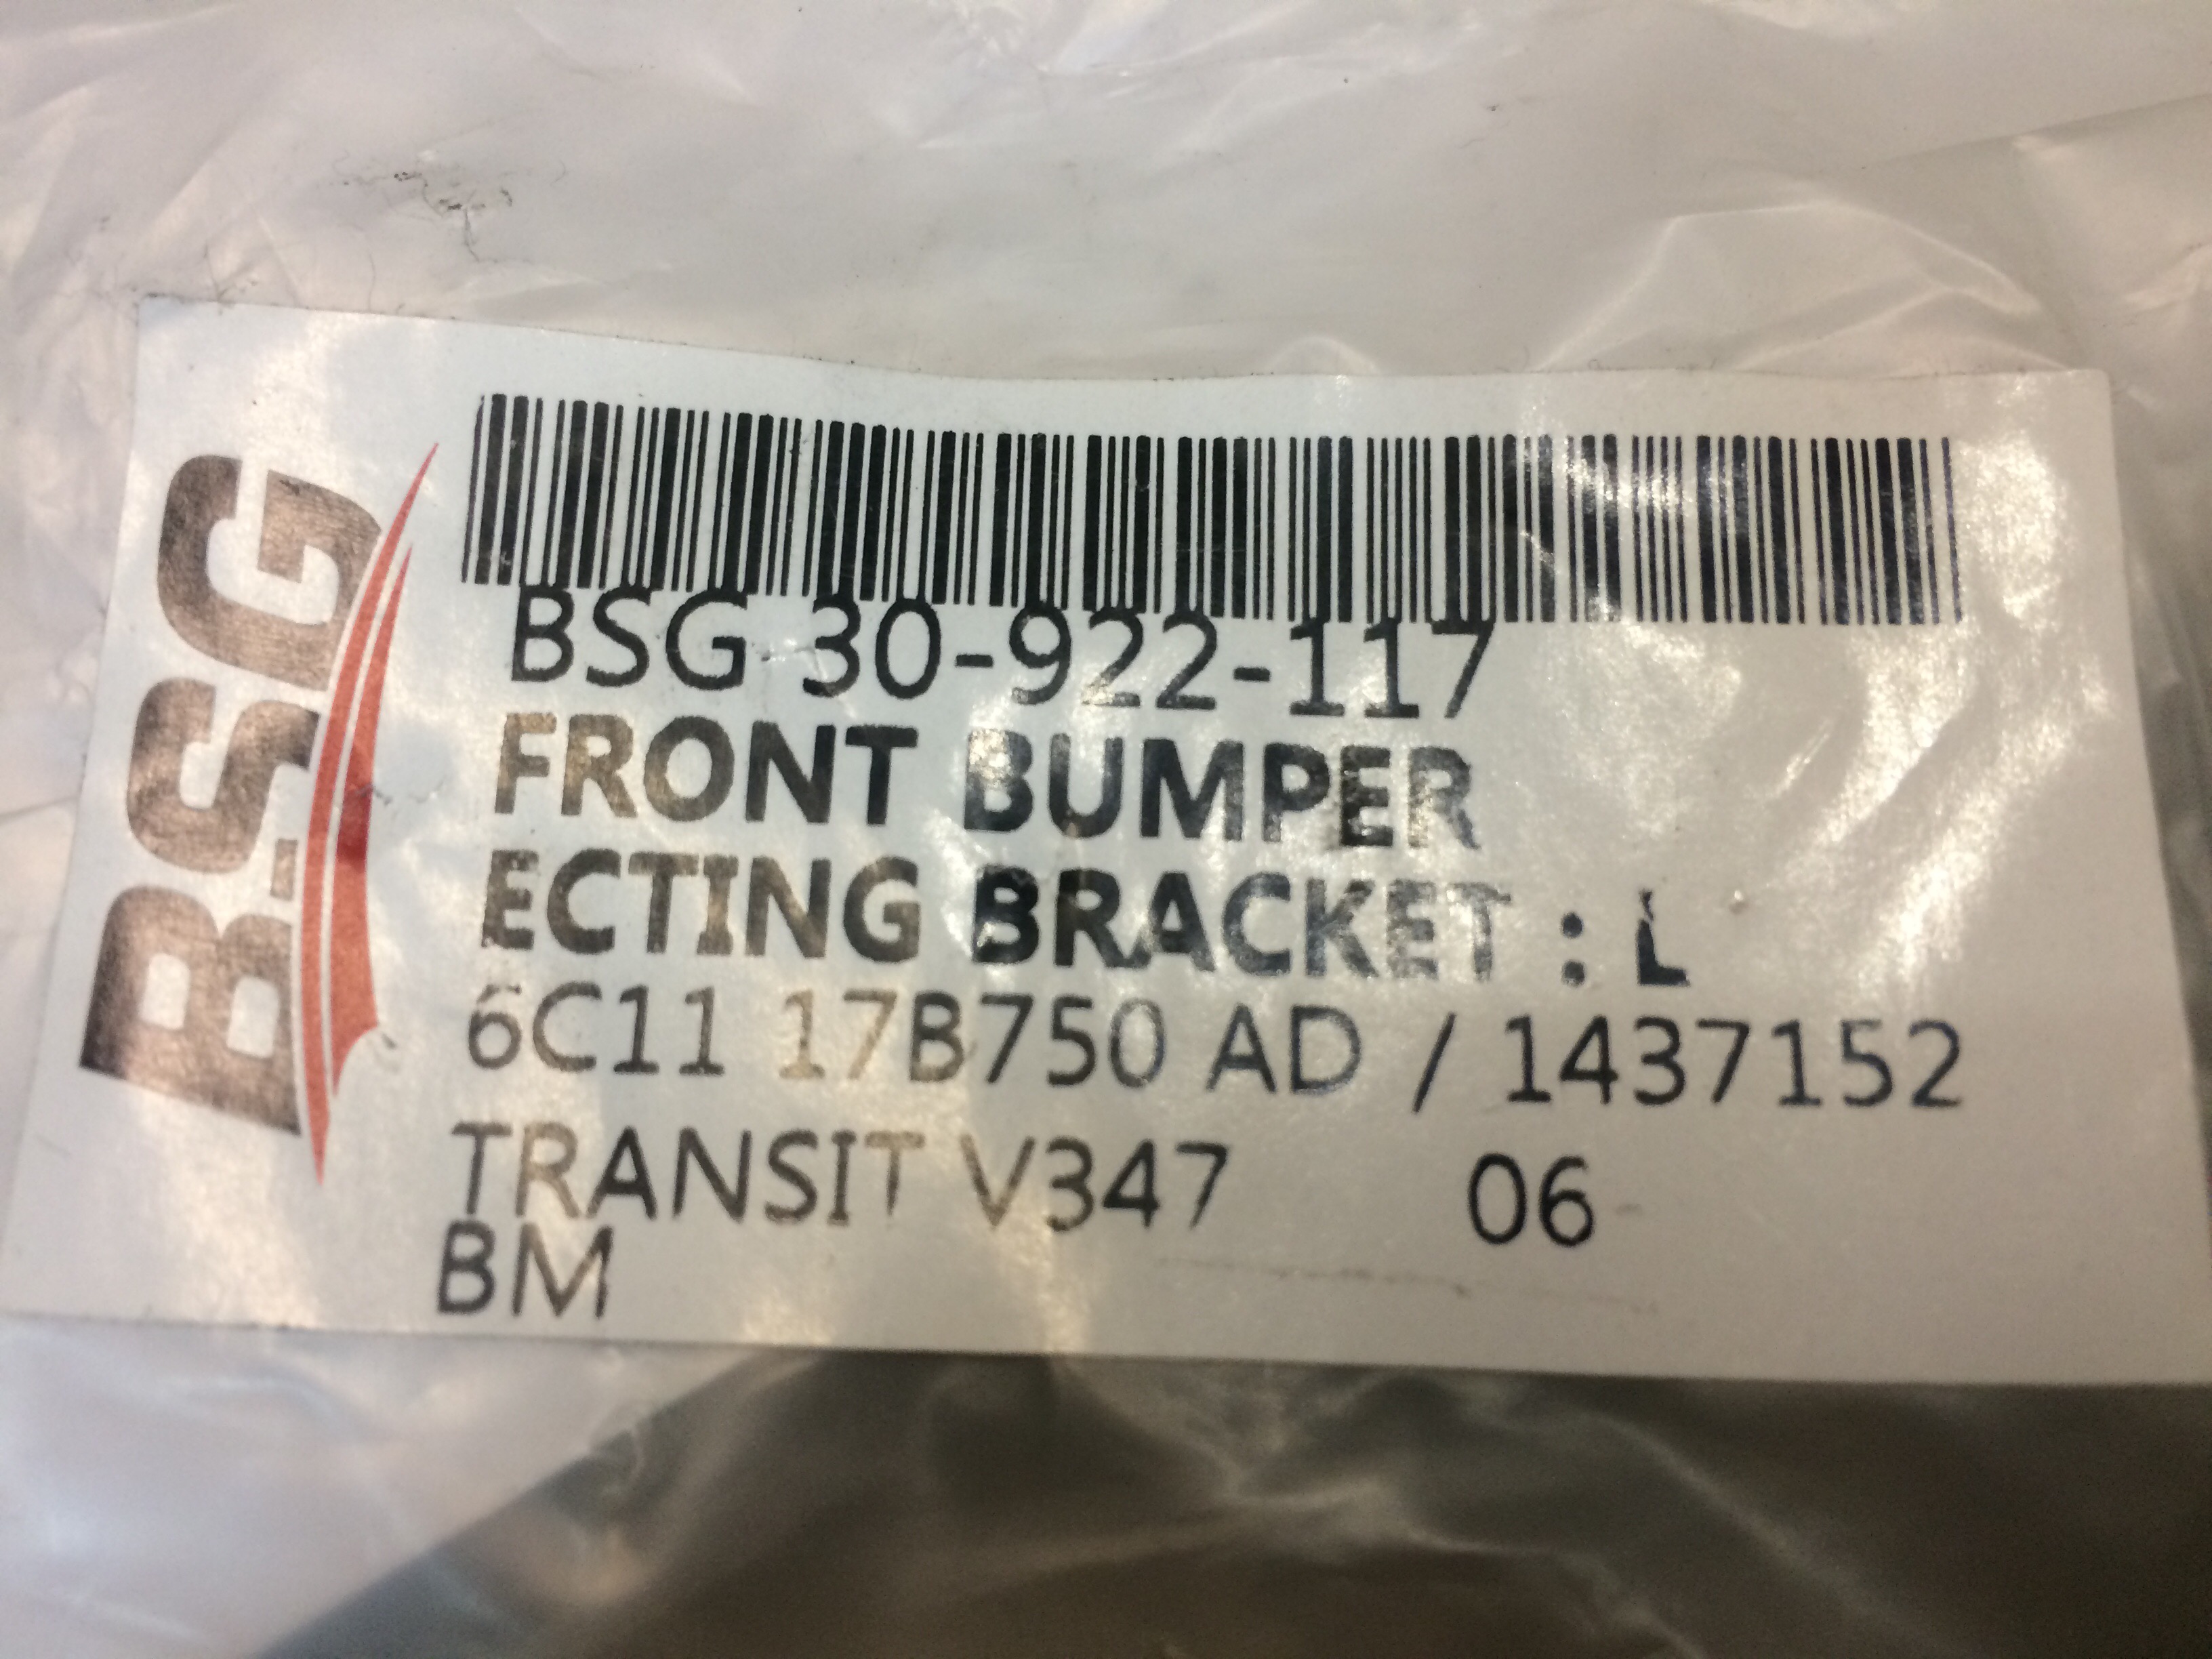 BSG
BSG 30-922-117
FRONT BUMPER
ECTING BRACKET : L
6C11 17B750 AD / 1437152
TRANSIT V347 06-
BM